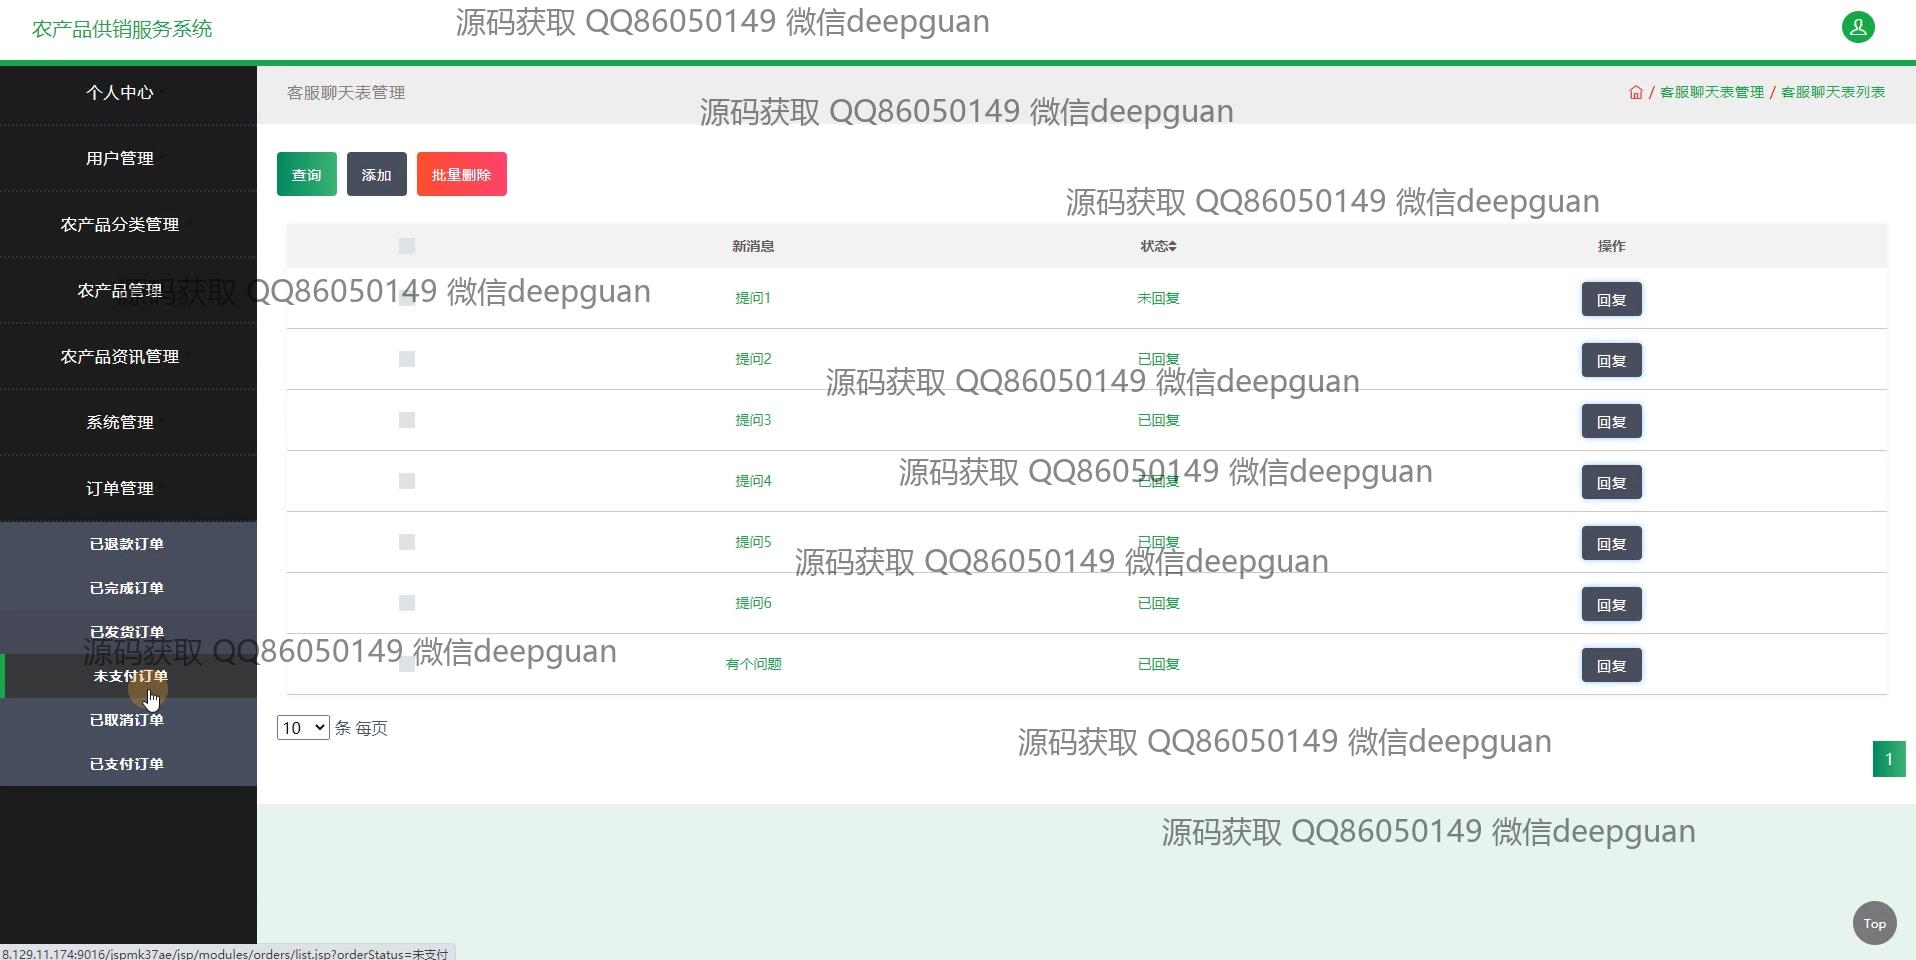 农产品供销服务系统
源码获取 QQ86050149 微信deepguan
个人中心
客服聊天表管理
/ 客服聊天表管理 / 客服聊天表列表
源码获取 QQ86050149 微信deepguan
用户管理
查询 添加 批量删除
源码获取 QQ86050149 微信deepguan
农产品分类管理
新消息 状态 操作
农产品管理
源码获取 QQ86050149 微信deepguan
提问1 未回复 回复
农产品资讯管理
提问2 已回复 回复
源码获取 QQ86050149 微信deepguan
系统管理
提问3 已回复 回复
源码获取 QQ86050149 微信deepguan
提问4 已回复 回复
订单管理
已退款订单
提问5 已回复 回复
源码获取 QQ86050149 微信deepguan
已完成订单
提问6 已回复 回复
已发货订单
源码获取 QQ86050149 微信deepguan
有个问题 已回复 回复
未支付订单
已取消订单
10 条 每页
源码获取 QQ86050149 微信deepguan
已支付订单
1
源码获取 QQ86050149 微信deepguan
Top
8.129.11.174:9016/jspmk37ae/jsp/modules/orders/list.jsp?orderStatus=未支付